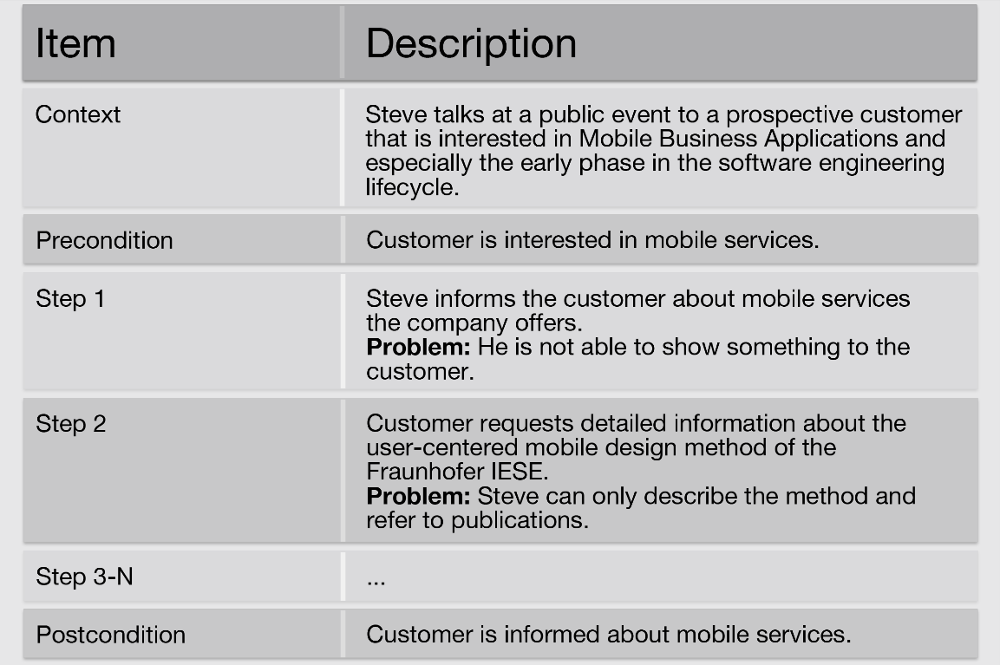 Item Description
Context Steve talks at a public event to a prospective customer
that is interested in Mobile Business Applications and
especially the early phase in the software engineering
lifecycle.
Precondition Customer is interested in mobile services.
Step 1 Steve informs the customer about mobile services
the company offers.
Problem: He is not able to show something to the
customer.
Step 2 Customer requests detailed information about the
user-centered mobile design method of the
Fraunhofer IESE.
Problem: Steve can only describe the method and
refer to publications.
Step 3-N ...
Postcondition Customer is informed about mobile services.